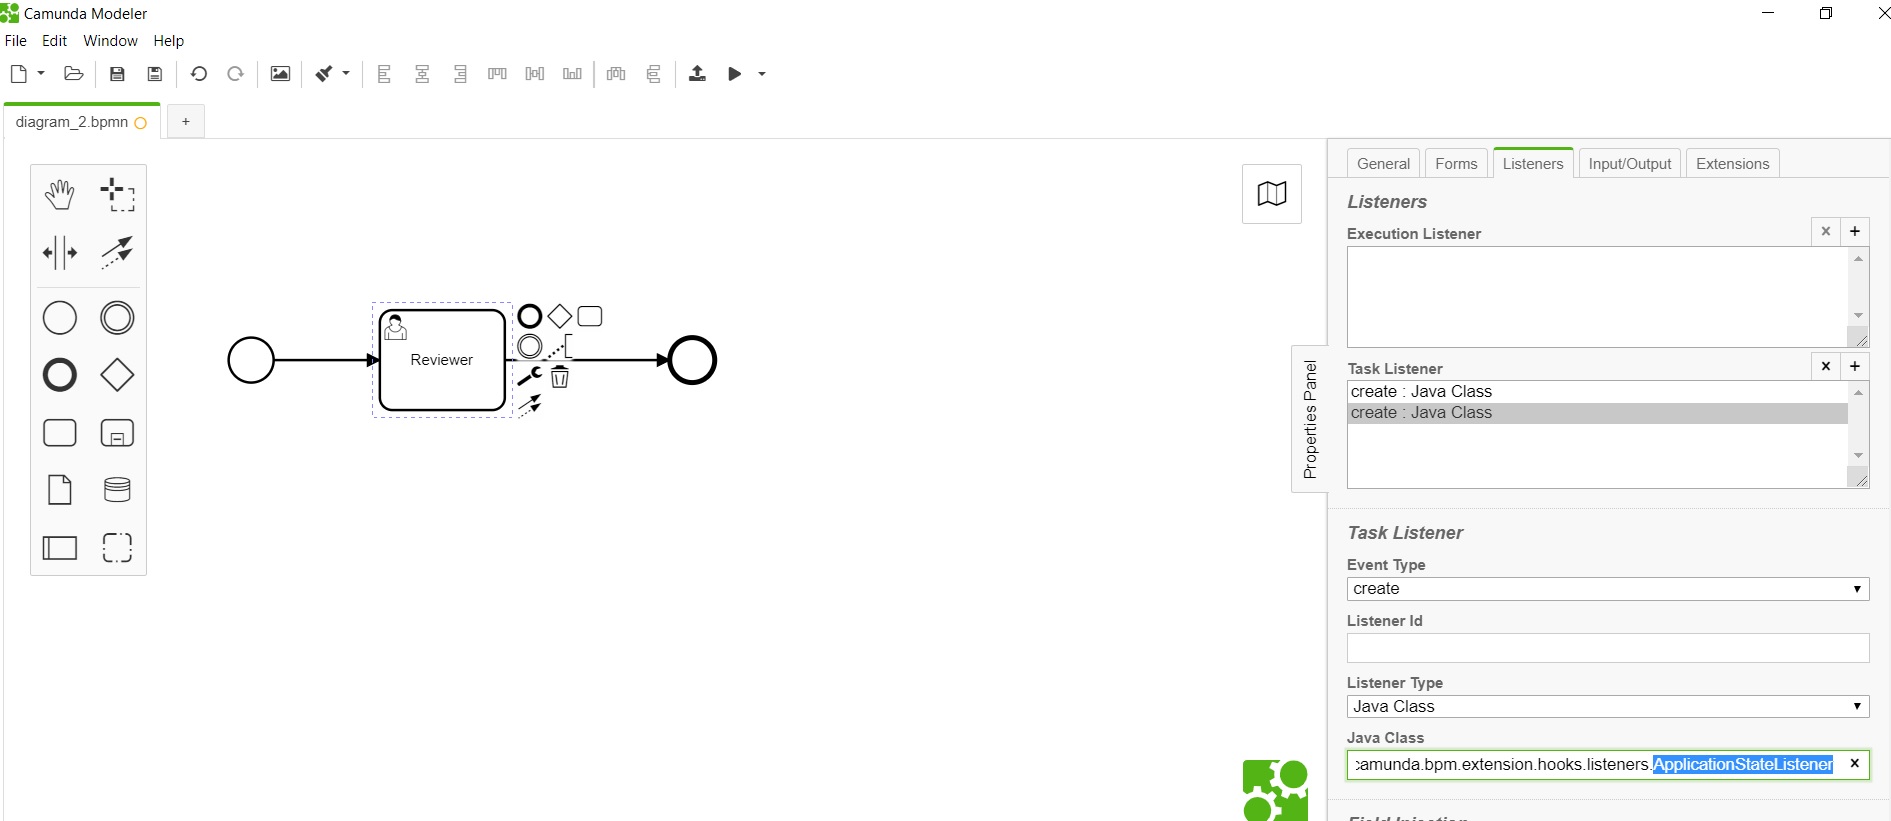 Camunda Modeler
File Edit Window Help
diagram_2.bpmn
+
Reviewer
Properties Panel
General Forms Listeners Input/Output Extensions
Listeners
Execution Listener
x +
Task Listener
x +
create : Java Class
create : Java Class
Task Listener
Event Type
create
Listener Id
Listener Type
Java Class
Java Class
camunda.bpm.extension.hooks.listeners.ApplicationStateListener x